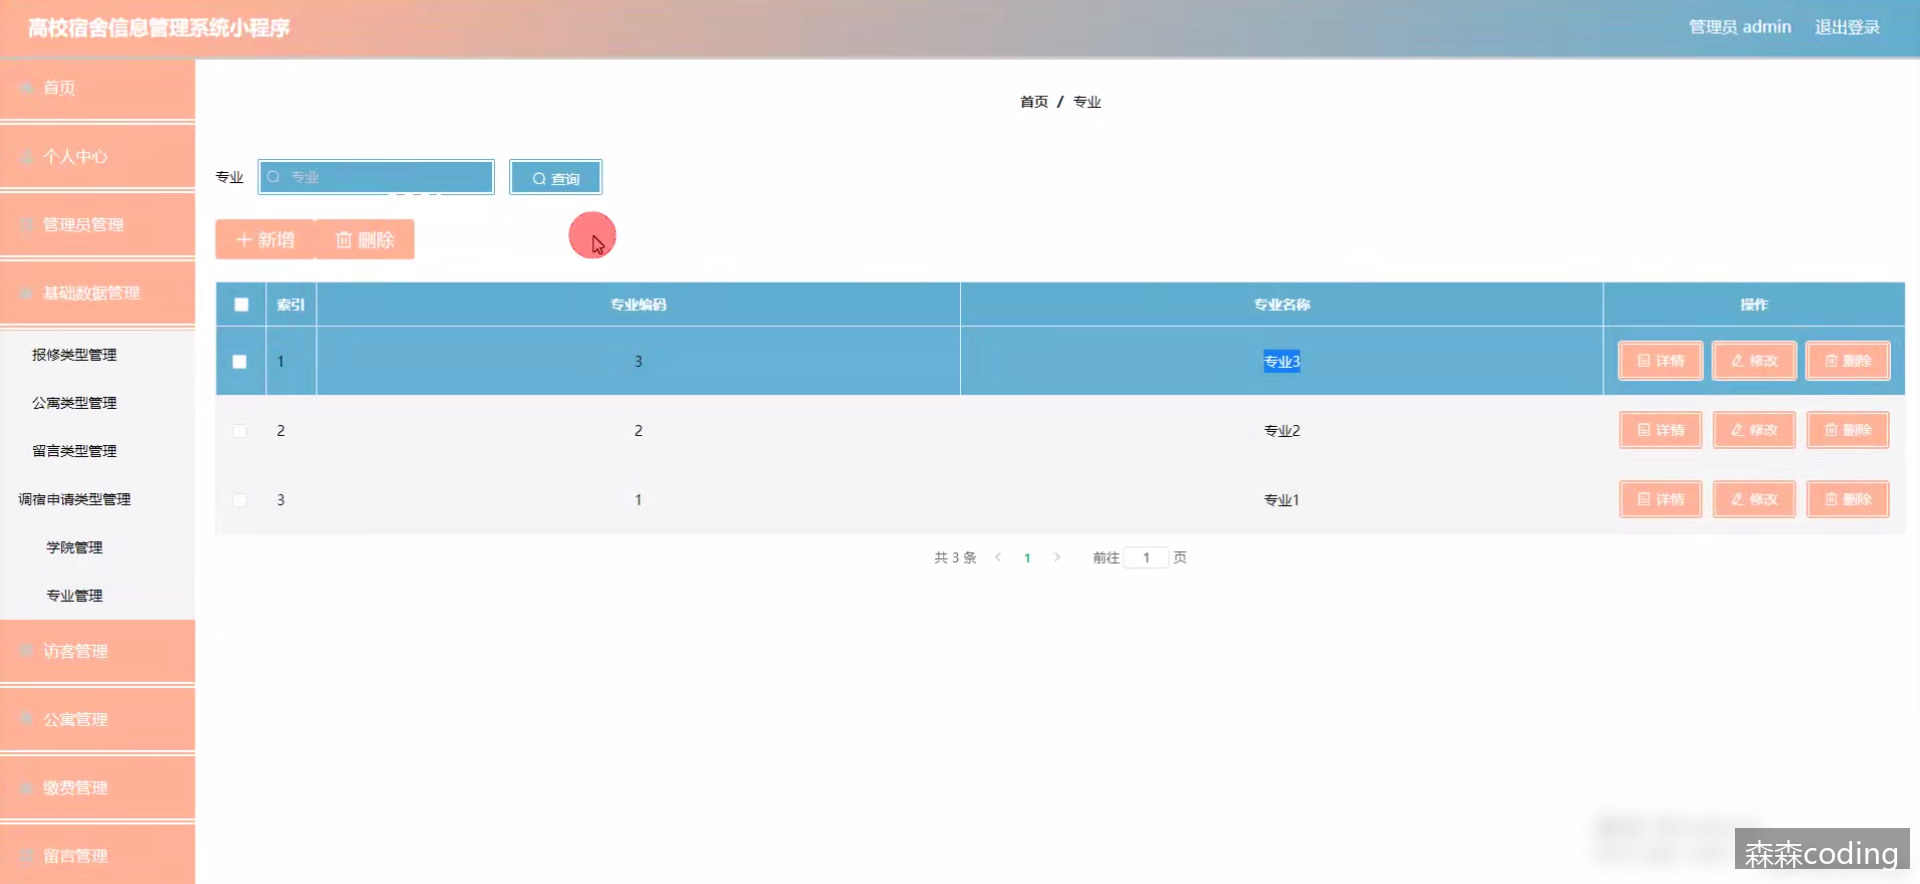 高校宿舍信息管理系统小程序
管理员 admin 退出登录
首页
首页 / 专业
个人中心
专业 专业 查询
管理员管理
新增 删除
基础数据管理
索引 专业编码 专业名称 操作
报修类型管理
1 3 专业3 详情 修改 删除
公寓类型管理
2 2 专业2 详情 修改 删除
留言类型管理
调宿申请类型管理
3 1 专业1 详情 修改 删除
学院管理
共 3 条 1 前往 1 页
专业管理
访客管理
公寓管理
缴费管理
留言管理
森森coding